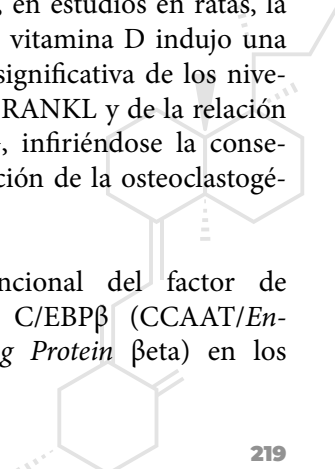 , en estudios en ratas, la
vitamina D indujo una
significativa de los nive-
RANKL y de la relación
, infiriéndose la conse-
ción de la osteoclastogé-
ncional del factor de
C/EBPβ (CCAAT/En-
g Protein βeta) en los
219